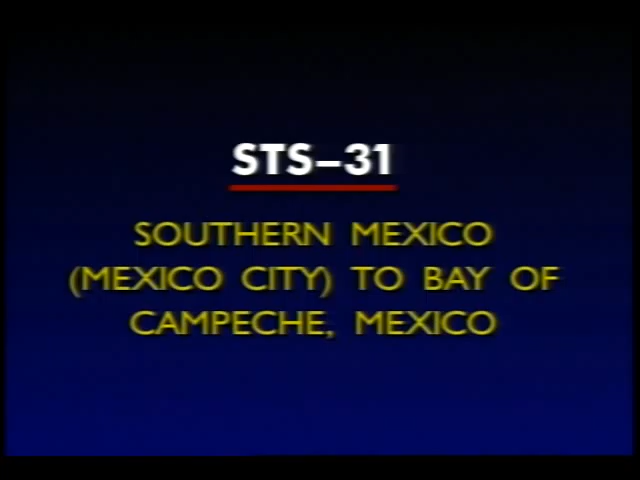 STS-31
SOUTHERN MEXICO
(MEXICO CITY) TO BAY OF
CAMPECHE, MEXICO